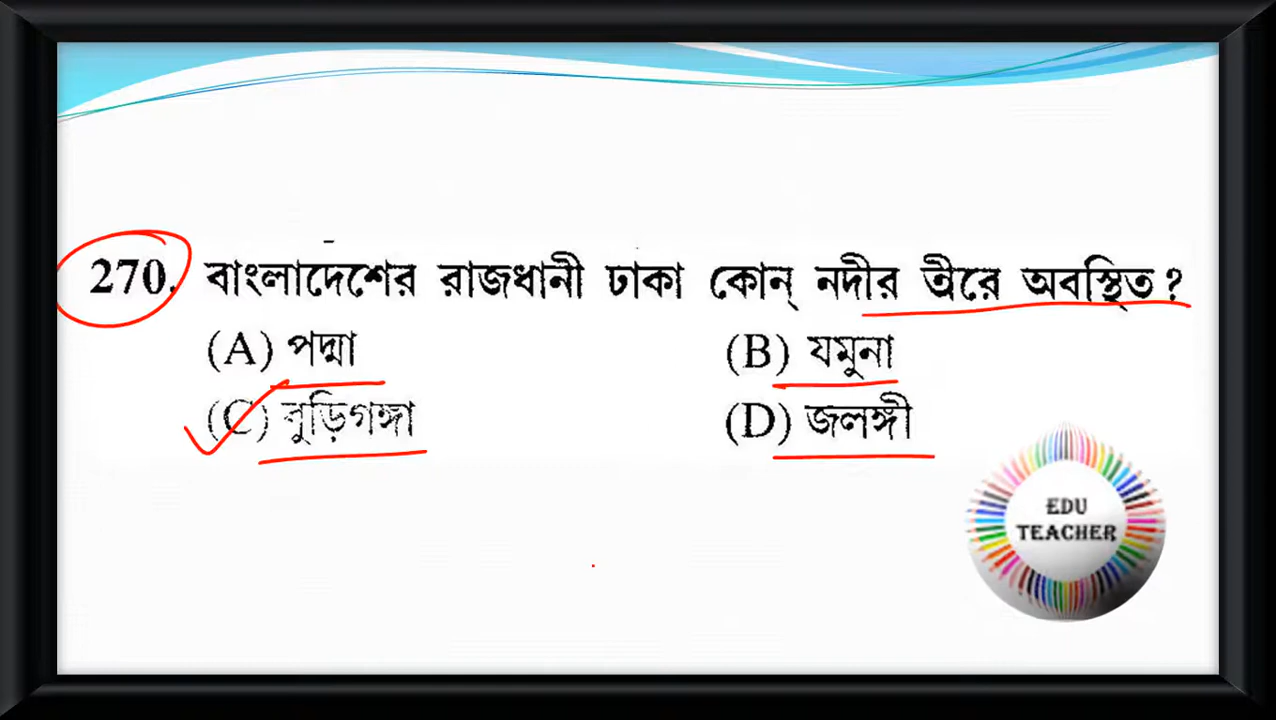 270. বাংলাদেশের রাজধানী ঢাকা কোন্ নদীর তীরে অবস্থিত ?
(A) পদ্মা (B) যমুনা
(C) বুড়িগঙ্গা (D) জলঙ্গী
EDU
TEACHER